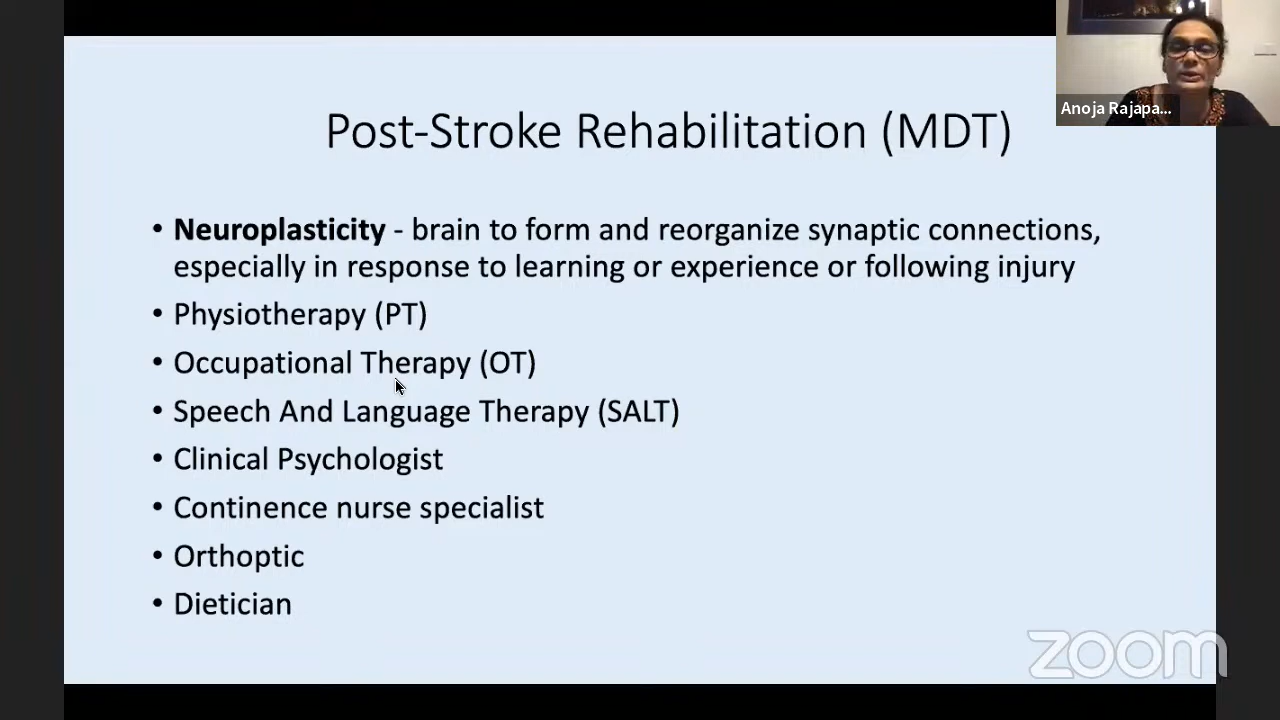 Anoja Rajapa...
Post-Stroke Rehabilitation (MDT)
• Neuroplasticity - brain to form and reorganize synaptic connections,
especially in response to learning or experience or following injury
• Physiotherapy (PT)
• Occupational Therapy (OT)
• Speech And Language Therapy (SALT)
• Clinical Psychologist
• Continence nurse specialist
• Orthoptic
• Dietician
zoom